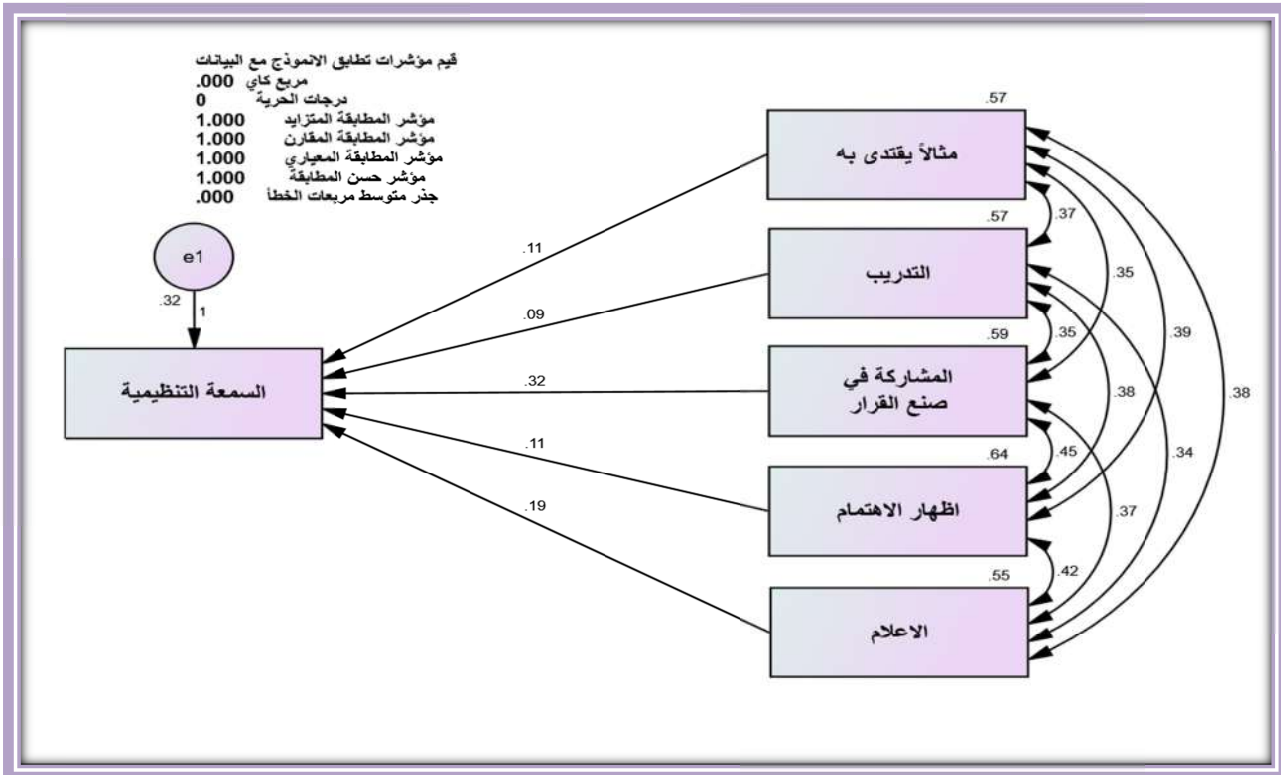 قيم مؤشرات تطابق الانموذج مع البيانات
مربع كاي .000
درجات الحرية 0
مؤشر المطابقة المتزايد 1.000
مؤشر المطابقة المقارن 1.000
مؤشر المطابقة المعياري 1.000
مؤشر حسن المطابقة 1.000
جذر متوسط مربعات الخطأ .000
.57
مثالاً يقتدى به
.57
التدريب
.59
المشاركة في
صنع القرار
.64
اظهار الاهتمام
.55
الاعلام
.37
.35
.35
.39
.38
.38
.45
.34
.37
.42
.11
.09
.32
.11
.19
e1
.32
1
السمعة التنظيمية